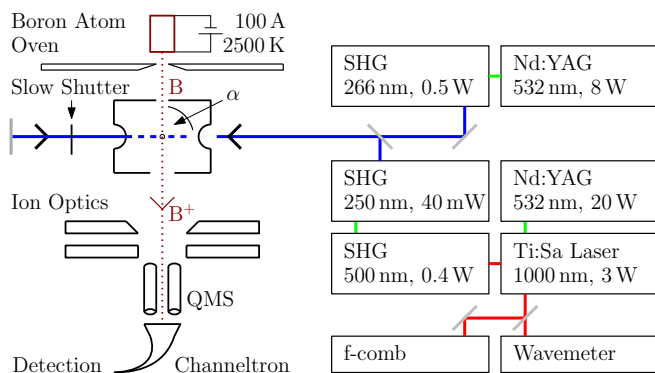 Boron Atom
Oven
100 A
2500 K
Slow Shutter
B
α
Ion Optics
B+
QMS
Detection
Channeltron
SHG
266 nm, 0.5 W
Nd:YAG
532 nm, 8 W
SHG
250 nm, 40 mW
Nd:YAG
532 nm, 20 W
SHG
500 nm, 0.4 W
Ti:Sa Laser
1000 nm, 3 W
f-comb
Wavemeter